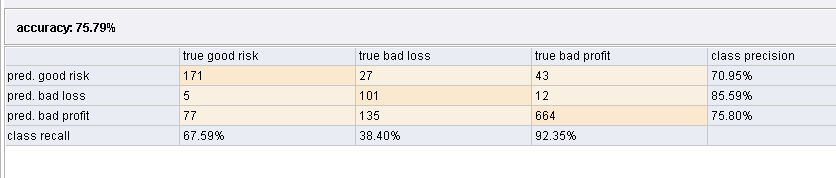 accuracy: 75.79%
true good risk true bad loss true bad profit class precision
pred. good risk 171 27 43 70.95%
pred. bad loss 5 101 12 85.59%
pred. bad profit 77 135 664 75.80%
class recall 67.59% 38.40% 92.35%